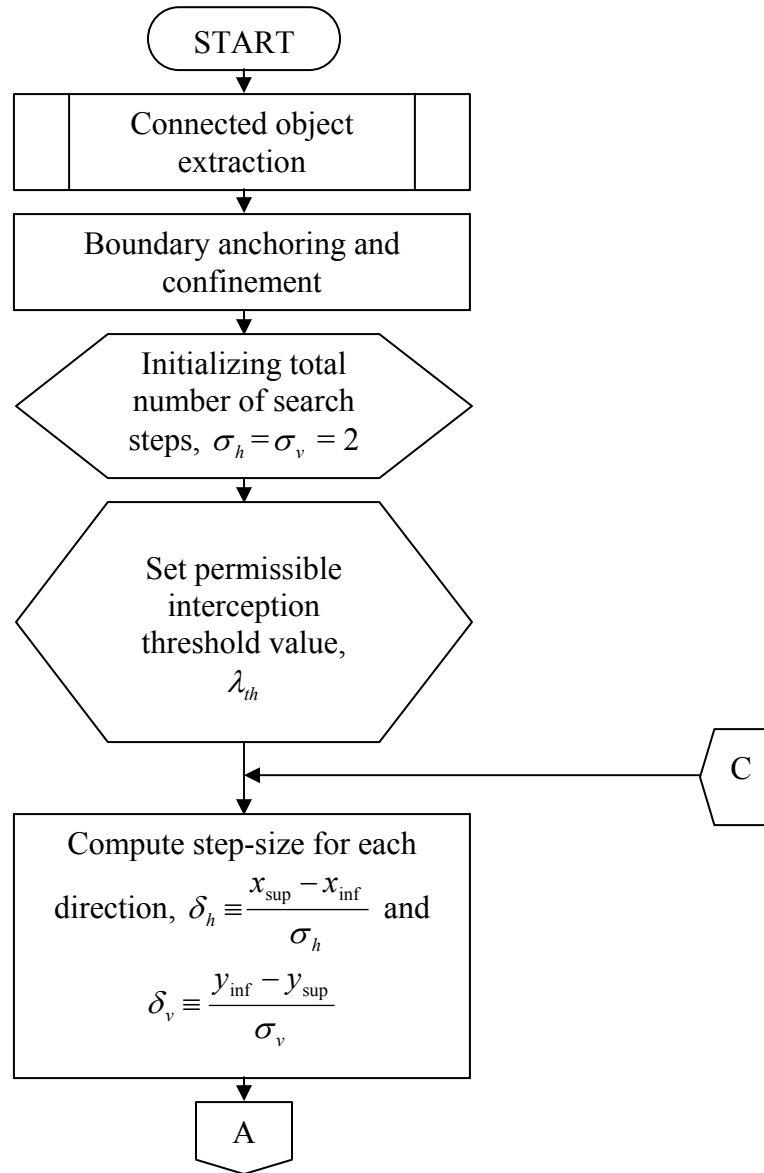 START
Connected object
extraction
Boundary anchoring and
confinement
Initializing total
number of search
steps, σ_h = σ_v = 2
Set permissible
interception
threshold value,
λ_th
C
Compute step-size for each
direction, δ_h ≡ (x_sup − x_inf) / σ_h and
δ_v ≡ (y_inf − y_sup) / σ_v
A